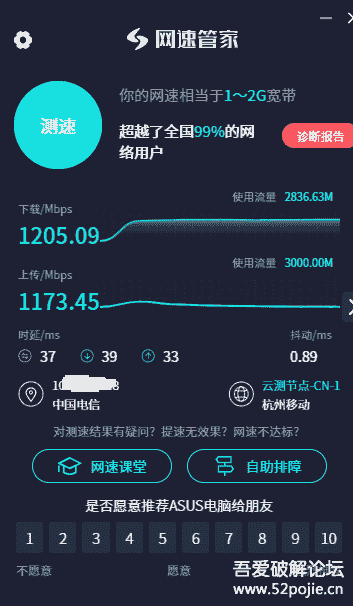 网速管家
测速
你的网速相当于1～2G宽带
超越了全国99%的网
络用户
诊断报告
下载/Mbps
使用流量 2836.63M
1205.09
使用流量 3000.00M
上传/Mbps
1173.45
时延/ms
抖动/ms
37 39 33
0.89
中国电信
云测节点-CN-1
杭州移动
对测速结果有疑问？提速无效果？网速不达标？
网速课堂
自助排障
是否愿意推荐ASUS电脑给朋友
1 2 3 4 5 6 7 8 9 10
不愿意
愿意
吾爱破解论坛
www.52pojie.cn